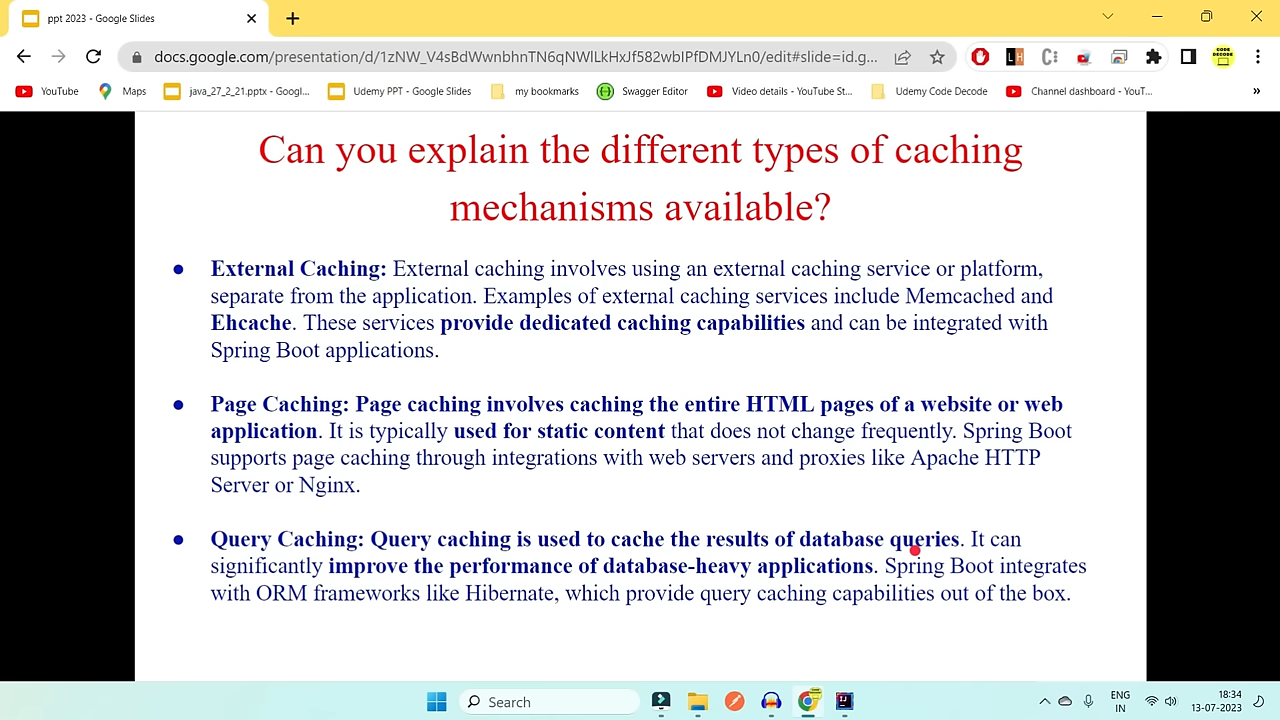 ppt 2023 - Google Slides
docs.google.com/presentation/d/1zNW_V4sadWwnbhnTN6qNWlLkHxJf582wbIPfDMJYLn0/edit#slide=id.g...
YouTube Maps java_27_2_21.pptx - Googl... Udemy PPT - Google Slides my bookmarks Swagger Editor Video details - YouTube St... Udemy Code Decode Channel dashboard - YouT... »
Can you explain the different types of caching
mechanisms available?
● External Caching: External caching involves using an external caching service or platform,
separate from the application. Examples of external caching services include Memcached and
Ehcache. These services provide dedicated caching capabilities and can be integrated with
Spring Boot applications.
● Page Caching: Page caching involves caching the entire HTML pages of a website or web
application. It is typically used for static content that does not change frequently. Spring Boot
supports page caching through integrations with web servers and proxies like Apache HTTP
Server or Nginx.
● Query Caching: Query caching is used to cache the results of database queries. It can
significantly improve the performance of database-heavy applications. Spring Boot integrates
with ORM frameworks like Hibernate, which provide query caching capabilities out of the box.
Search
ENG
IN
18:34
13-07-2023